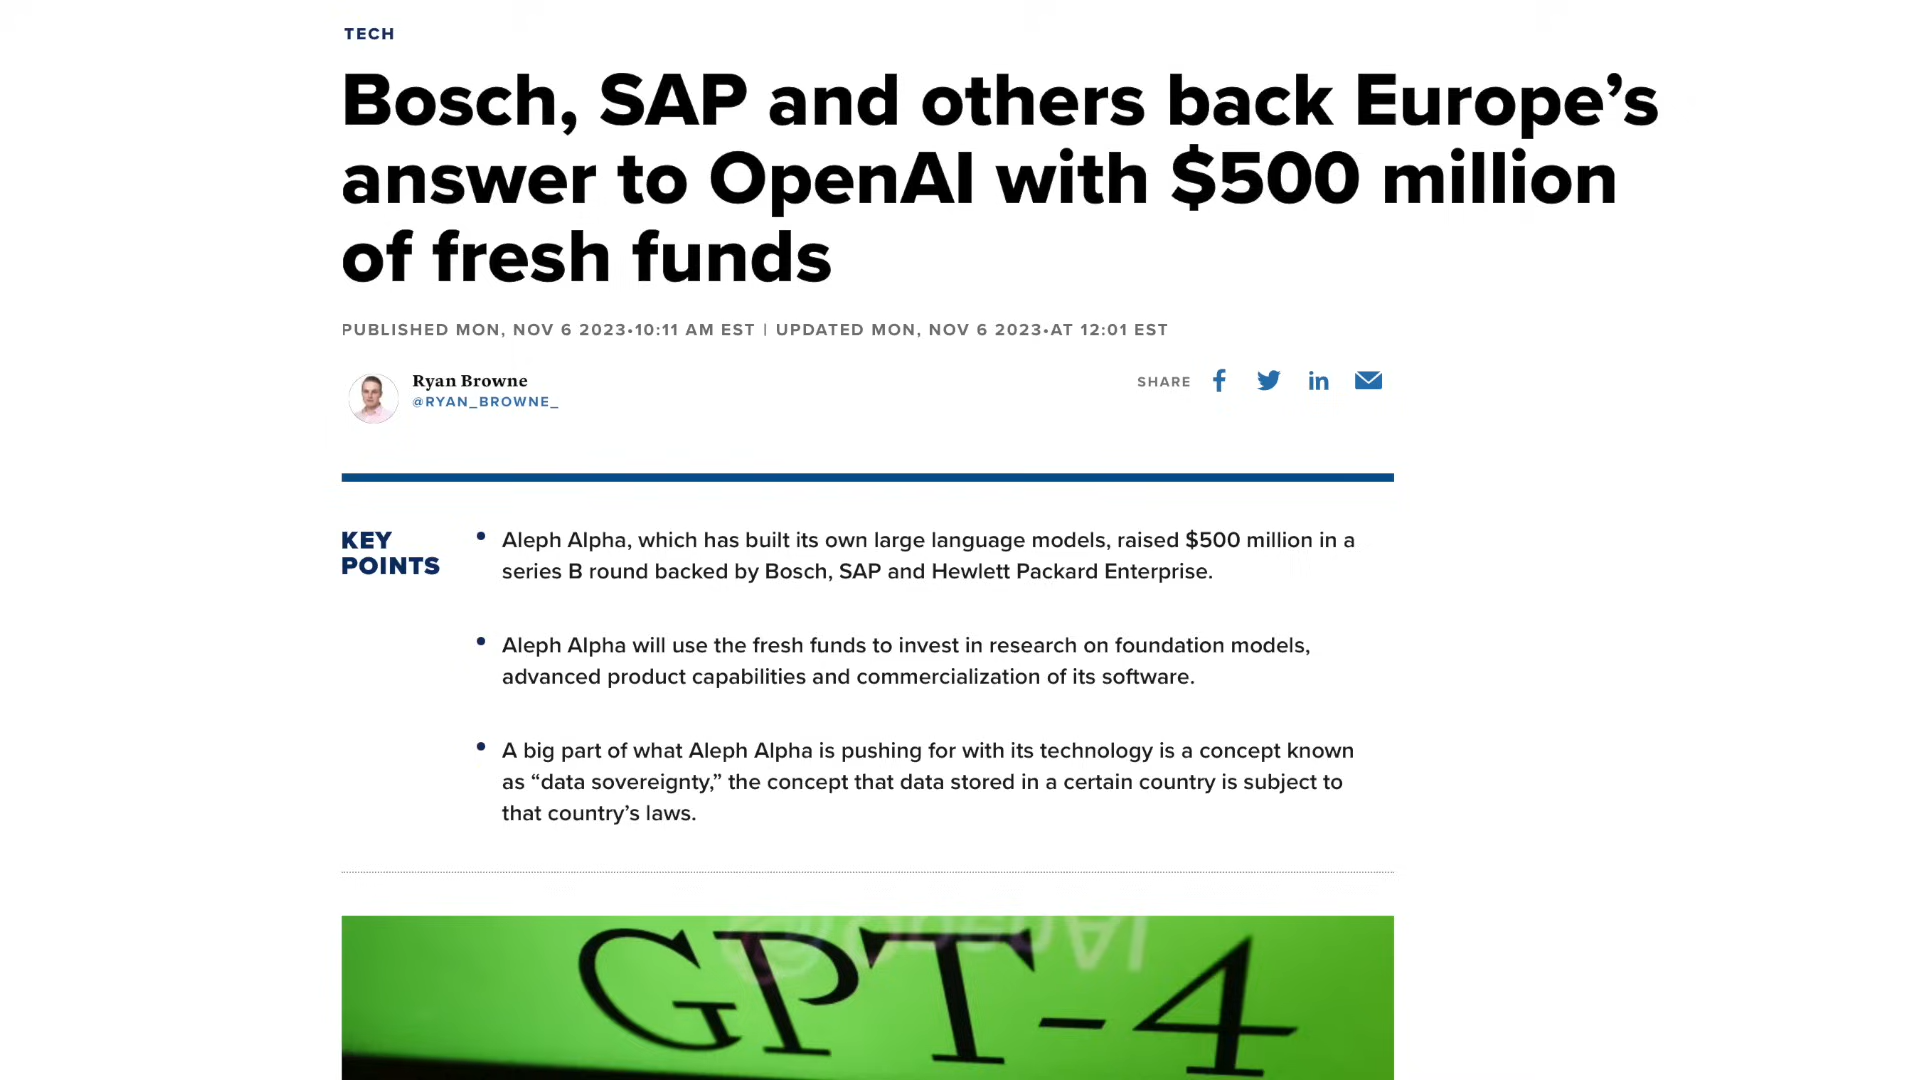 TECH
Bosch, SAP and others back Europe’s
answer to OpenAI with $500 million
of fresh funds
PUBLISHED MON, NOV 6 2023•10:11 AM EST | UPDATED MON, NOV 6 2023•AT 12:01 EST
Ryan Browne
@RYAN_BROWNE_
SHARE
KEY
POINTS
Aleph Alpha, which has built its own large language models, raised $500 million in a
series B round backed by Bosch, SAP and Hewlett Packard Enterprise.
Aleph Alpha will use the fresh funds to invest in research on foundation models,
advanced product capabilities and commercialization of its software.
A big part of what Aleph Alpha is pushing for with its technology is a concept known
as “data sovereignty,” the concept that data stored in a certain country is subject to
that country’s laws.
OpenAI
GPT-4